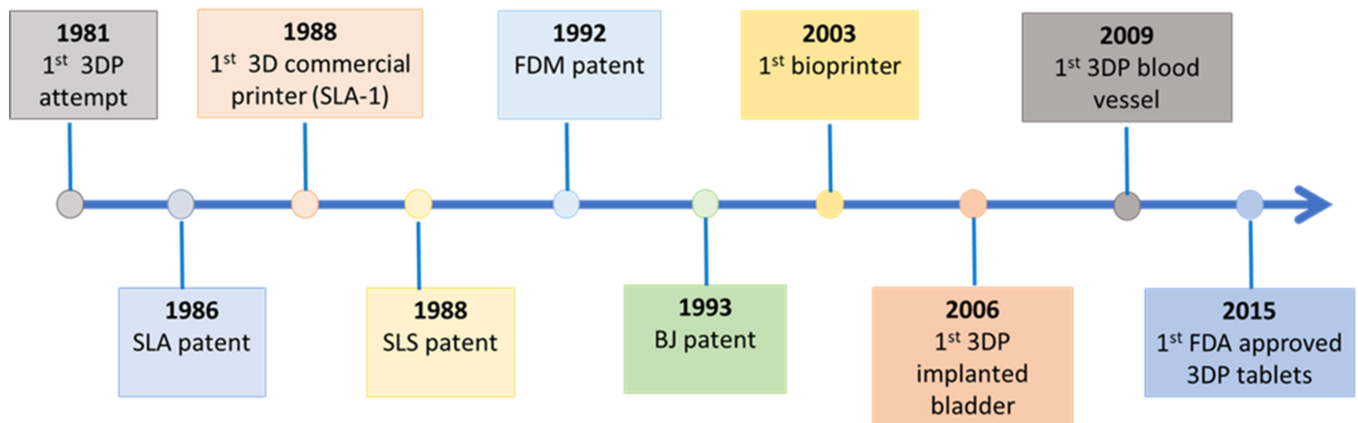 1981
1st 3DP
attempt
1988
1st 3D commercial
printer (SLA-1)
1992
FDM patent
2003
1st bioprinter
2009
1st 3DP blood
vessel
1986
SLA patent
1988
SLS patent
1993
BJ patent
2006
1st 3DP
implanted
bladder
2015
1st FDA approved
3DP tablets